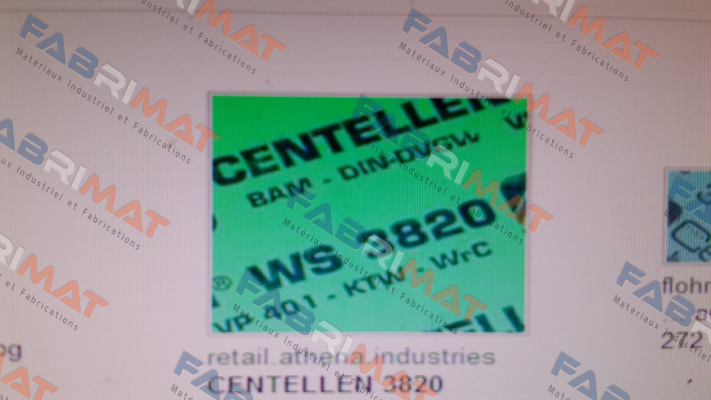 CENTELLEN
BAM - DIN-DVGW
WS 3820
VP 401 - KTW - WrC
retail.athena.industries
CENTELLEN 3820
flohr
272
FABRIMAT
Materiaux Industriel et Fabrications